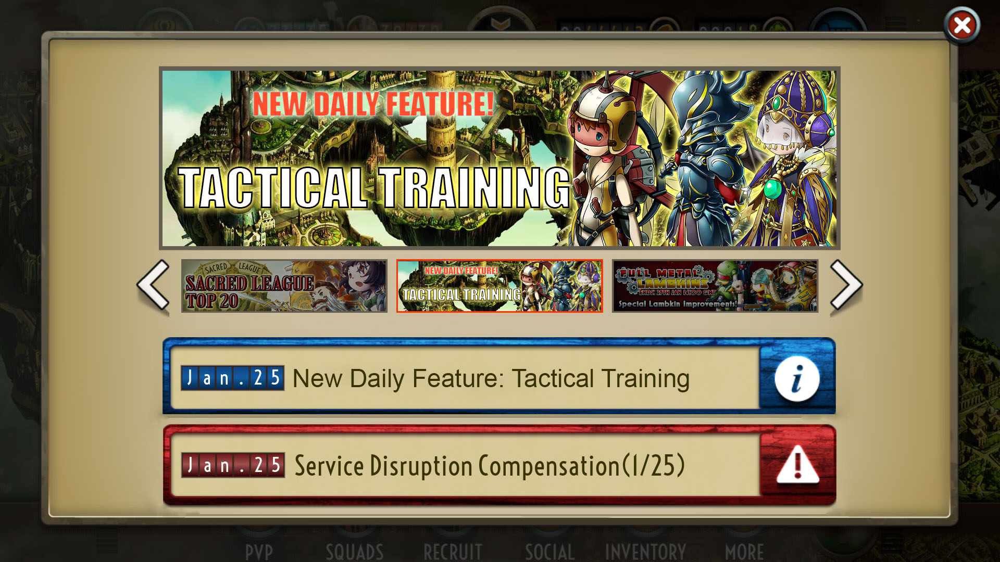 NEW DAILY FEATURE!
TACTICAL TRAINING
SACRED LEAGUE
SACRED LEAGUE
TOP 20
NEW DAILY FEATURE!
TACTICAL TRAINING
FULL METAL
LAMBKINS
ENDS: 29TH JAN 14:00 GMT
Special Lambkin Improvements!
Jan.25 New Daily Feature: Tactical Training
Jan.25 Service Disruption Compensation(1/25)
PVP SQUADS RECRUIT SOCIAL INVENTORY MORE